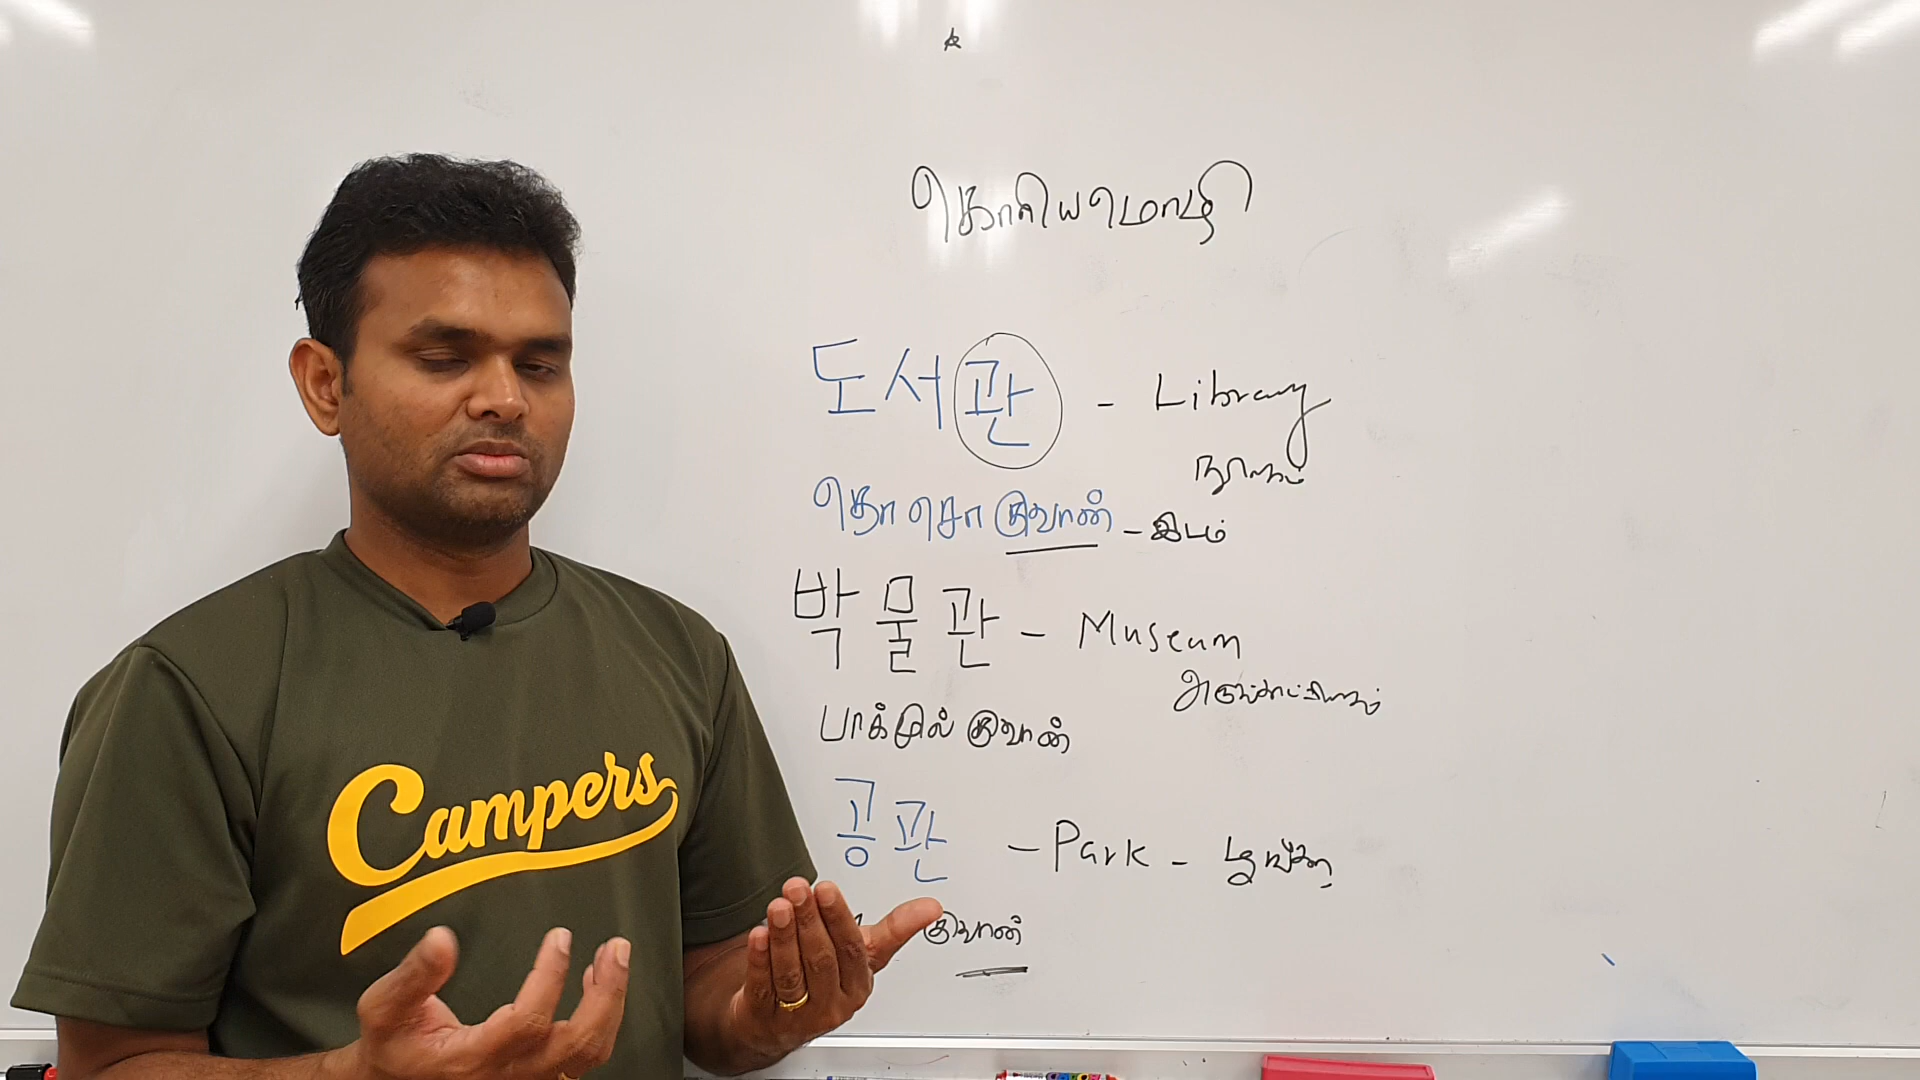 கொரிய மொழி
도서관 - Library
நூலகம்
தொ சொ குவான் - இடம்
박물관 - Museum
அருங்காட்சியகம்
பாக் முல் குவான்
공관 - Park - பூங்கா
குவான்
Campers